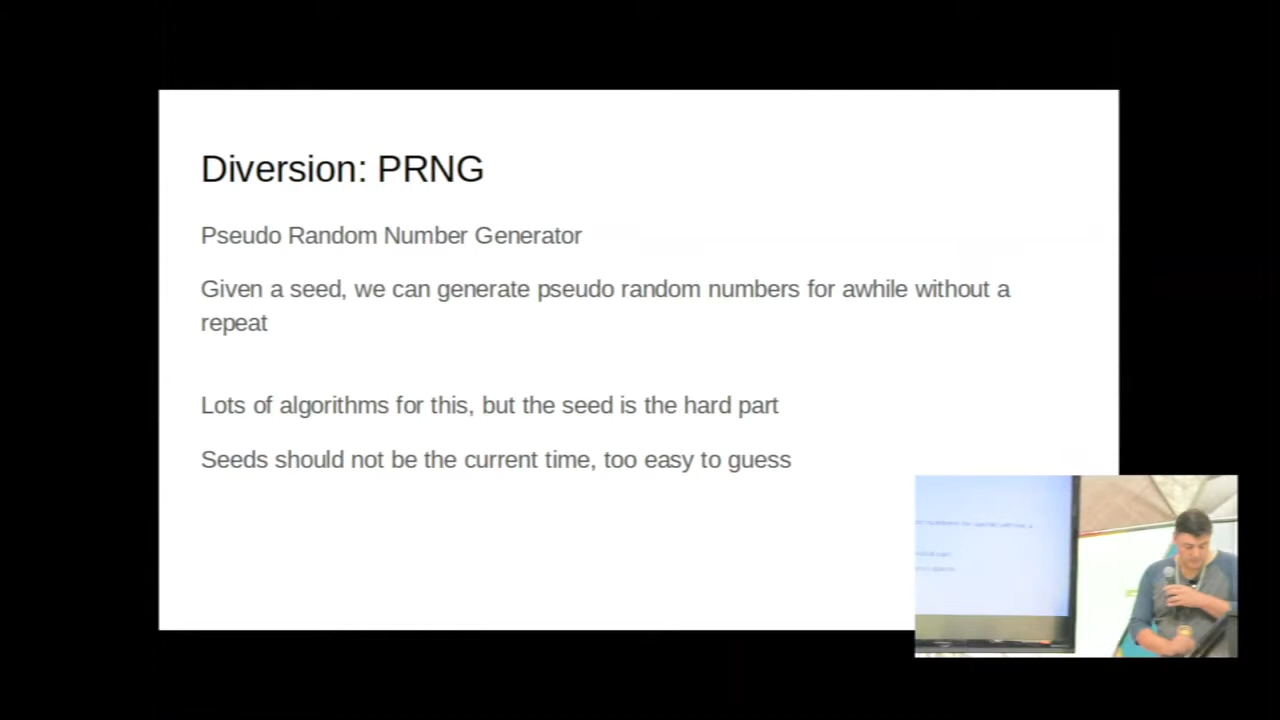 Diversion: PRNG
Pseudo Random Number Generator
Given a seed, we can generate pseudo random numbers for awhile without a
repeat
Lots of algorithms for this, but the seed is the hard part
Seeds should not be the current time, too easy to guess